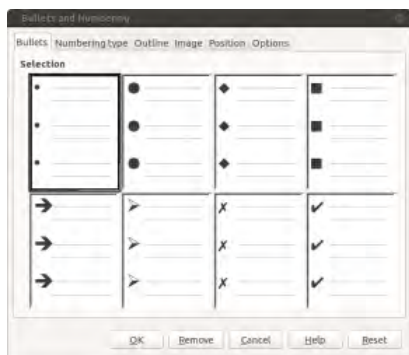 Bullets and Numbering
Bullets Numbering type Outline Image Position Options
Selection
OK Remove Cancel Help Reset